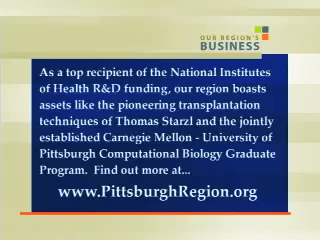 OUR REGION'S
BUSINESS
As a top recipient of the National Institutes
of Health R&D funding, our region boasts
assets like the pioneering transplantation
techniques of Thomas Starzl and the jointly
established Carnegie Mellon - University of
Pittsburgh Computational Biology Graduate
Program.  Find out more at...
www.PittsburghRegion.org